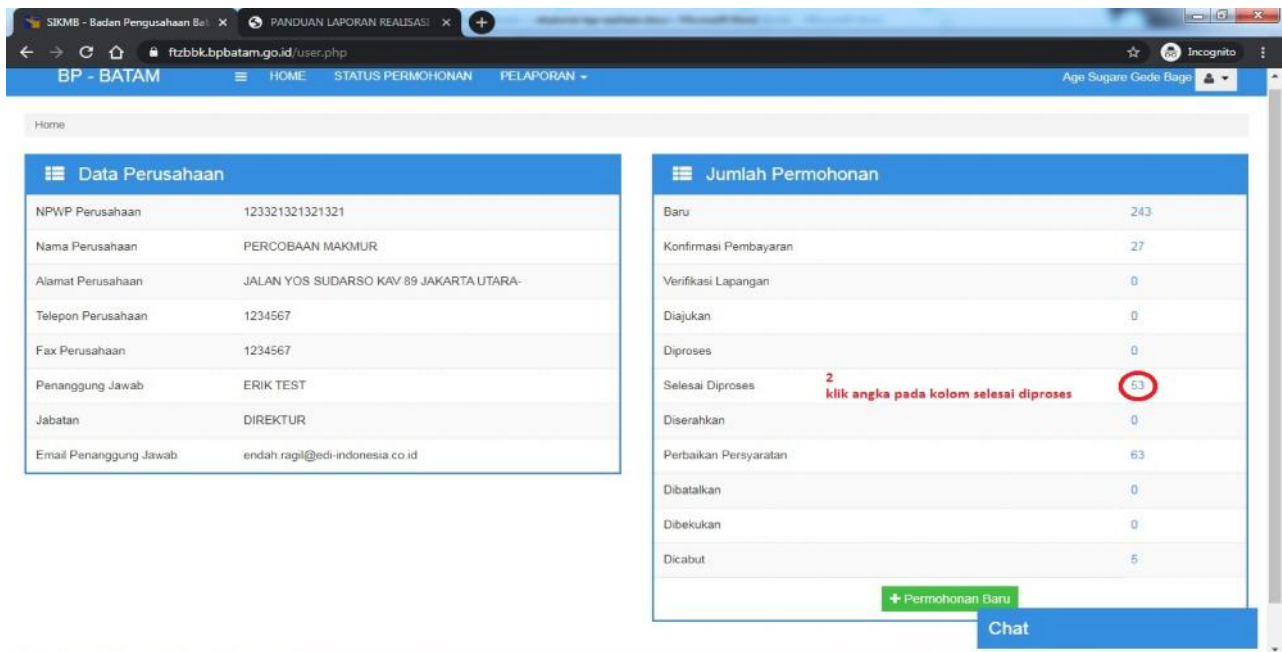 SIKMB - Badan Pengusahaan Bat
PANDUAN LAPORAN REALISASI
ftzbbk.bpbatam.go.id/user.php
Incognito
BP - BATAM
HOME
STATUS PERMOHONAN
PELAPORAN
Age Sugare Gede Bage
Home
Data Perusahaan
NPWP Perusahaan 123321321321321
Nama Perusahaan PERCOBAAN MAKMUR
Alamat Perusahaan JALAN YOS SUDARSO KAV 89 JAKARTA UTARA-
Telepon Perusahaan 1234567
Fax Perusahaan 1234567
Penanggung Jawab ERIK TEST
Jabatan DIREKTUR
Email Penanggung Jawab endah.ragil@edi-indonesia.co.id
Jumlah Permohonan
Baru 243
Konfirmasi Pembayaran 27
Verifikasi Lapangan 0
Diajukan 0
Diproses 0
Selesai Diproses 53
2
klik angka pada kolom selesai diproses
Diserahkan 0
Perbaikan Persyaratan 63
Dibatalkan 0
Dibekukan 0
Dicabut 5
+ Permohonan Baru
Chat